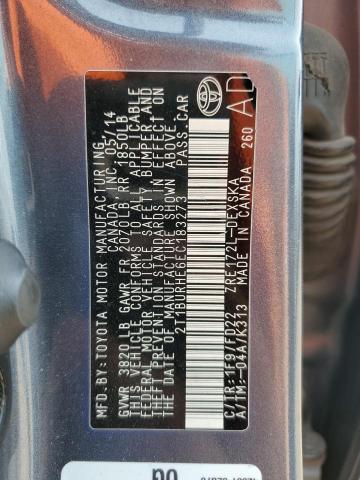 MFD. BY: TOYOTA MOTOR MANUFACTURING
CANADA, INC. 05/14
GVWR 3820 LB GAWR FR 2020LB RR 1850LB
THIS VEHICLE CONFORMS TO ALL APPLICABLE
FEDERAL MOTOR VEHICLE SAFETY, BUMPER, AND
THEFT PREVENTION STANDARDS IN EFFECT ON
THE DATE OF MANUFACTURE SHOWN ABOVE.
2T1BURHE6EC183273 PASS.CAR
C/TR: 1F9/FD22 ZRE172L-DEXSKA
A/TM: -04A/K313 MADE IN CANADA 260